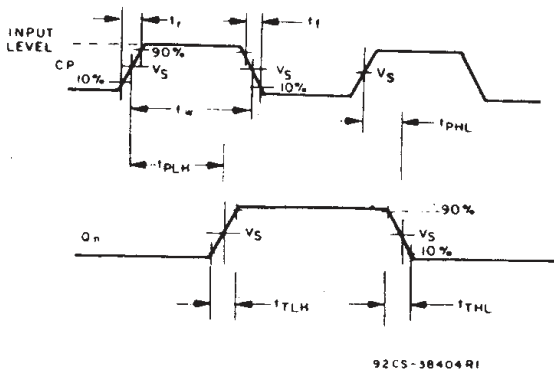 tr
tf
INPUT
LEVEL
90%
CP
VS
VS
10%
10%
tw
tPHL
tPLH
90%
Qn
VS
VS
10%
tTLH
tTHL
92CS-38404R1